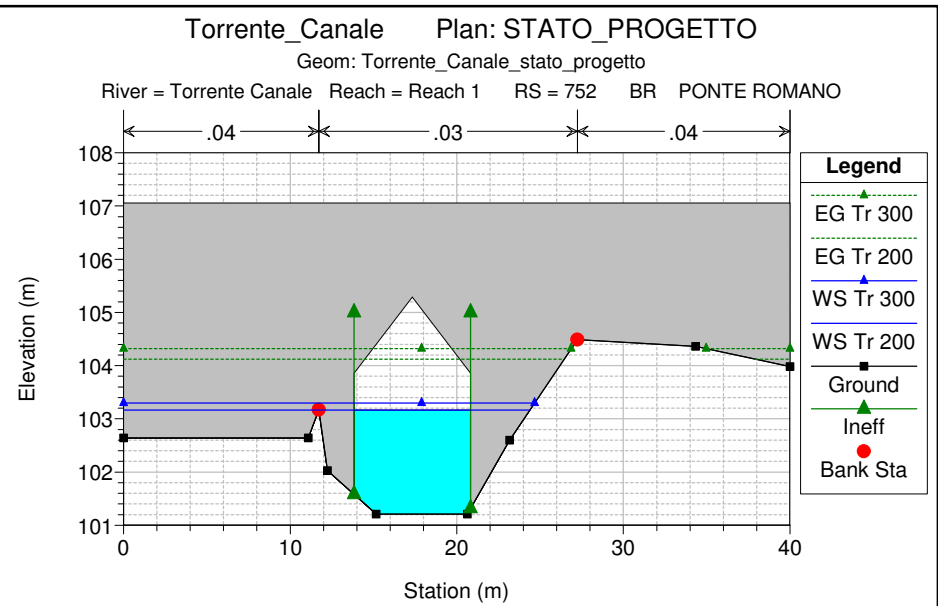 Torrente_Canale Plan: STATO_PROGETTO
Geom: Torrente_Canale_stato_progetto
River = Torrente Canale Reach = Reach 1 RS = 752 BR PONTE ROMANO
.04 .03 .04
108
107
106
105
104
103
102
101
Elevation (m)
0 10 20 30 40
Station (m)
Legend
EG Tr 300
EG Tr 200
WS Tr 300
WS Tr 200
Ground
Ineff
Bank Sta